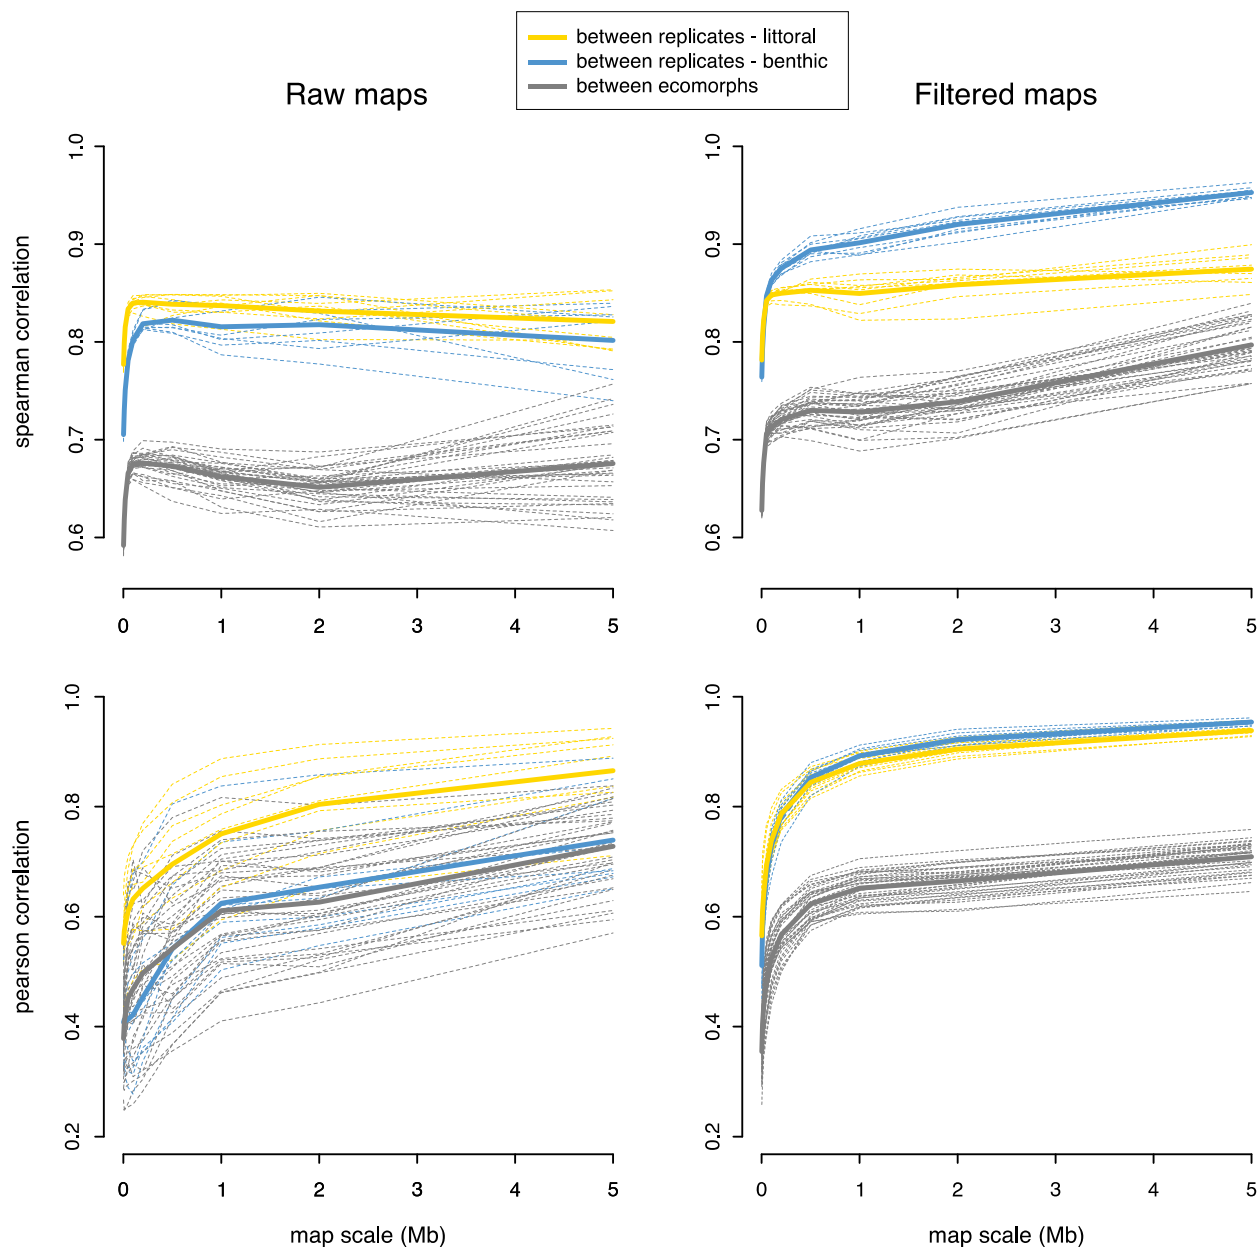 between replicates - littoral
between replicates - benthic
between ecomorphs
Raw maps
Filtered maps
spearman correlation
1.0
0.9
0.8
0.7
0.6
0 1 2 3 4 5
1.0
0.9
0.8
0.7
0.6
0 1 2 3 4 5
pearson correlation
1.0
0.8
0.6
0.4
0.2
0 1 2 3 4 5
map scale (Mb)
1.0
0.8
0.6
0.4
0.2
0 1 2 3 4 5
map scale (Mb)